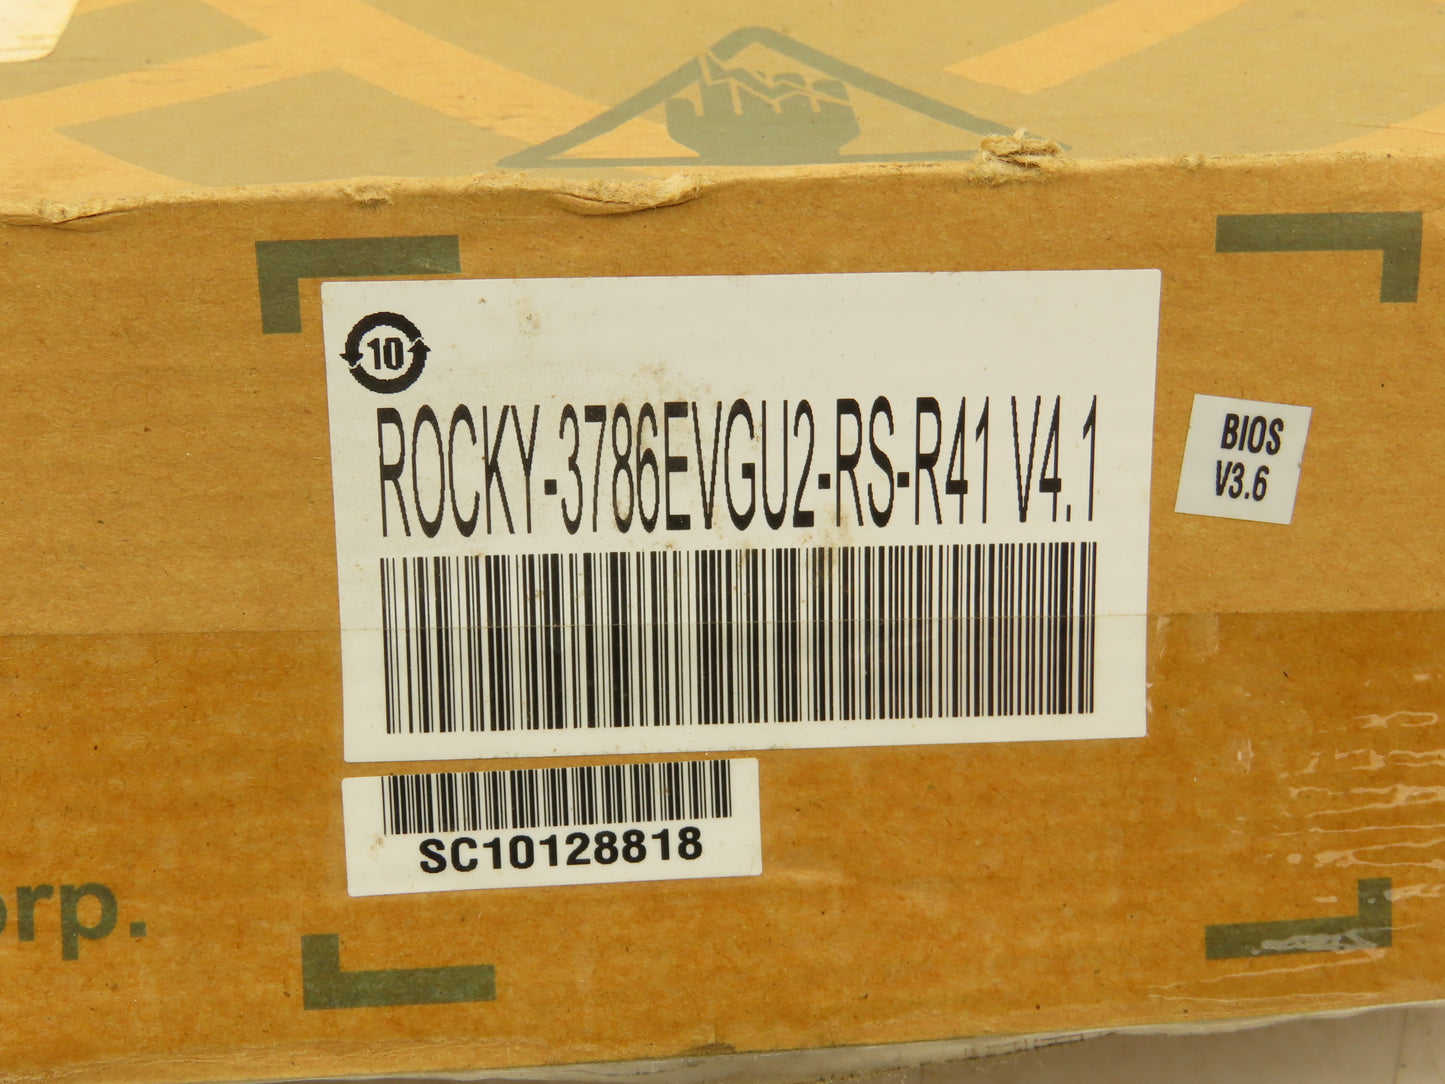 10
ROCKY-3786EVGU2-RS-R41 V4.1
BIOS
V3.6
SC10128818
orp.